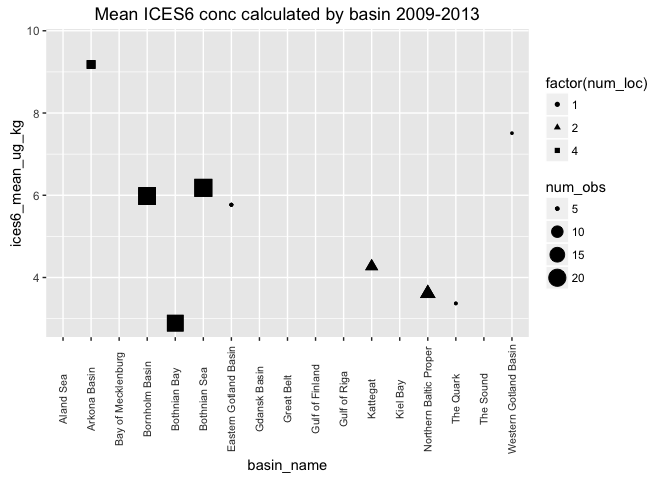 Mean ICES6 conc calculated by basin 2009-2013
10
8
6
4
ices6_mean_ug_kg
Aland Sea
Arkona Basin
Bay of Mecklenburg
Bornholm Basin
Bothnian Bay
Bothnian Sea
Eastern Gotland Basin
Gdansk Basin
Great Belt
Gulf of Finland
Gulf of Riga
Kattegat
Kiel Bay
Northern Baltic Proper
The Quark
The Sound
Western Gotland Basin
basin_name
factor(num_loc)
1
2
4
num_obs
5
10
15
20